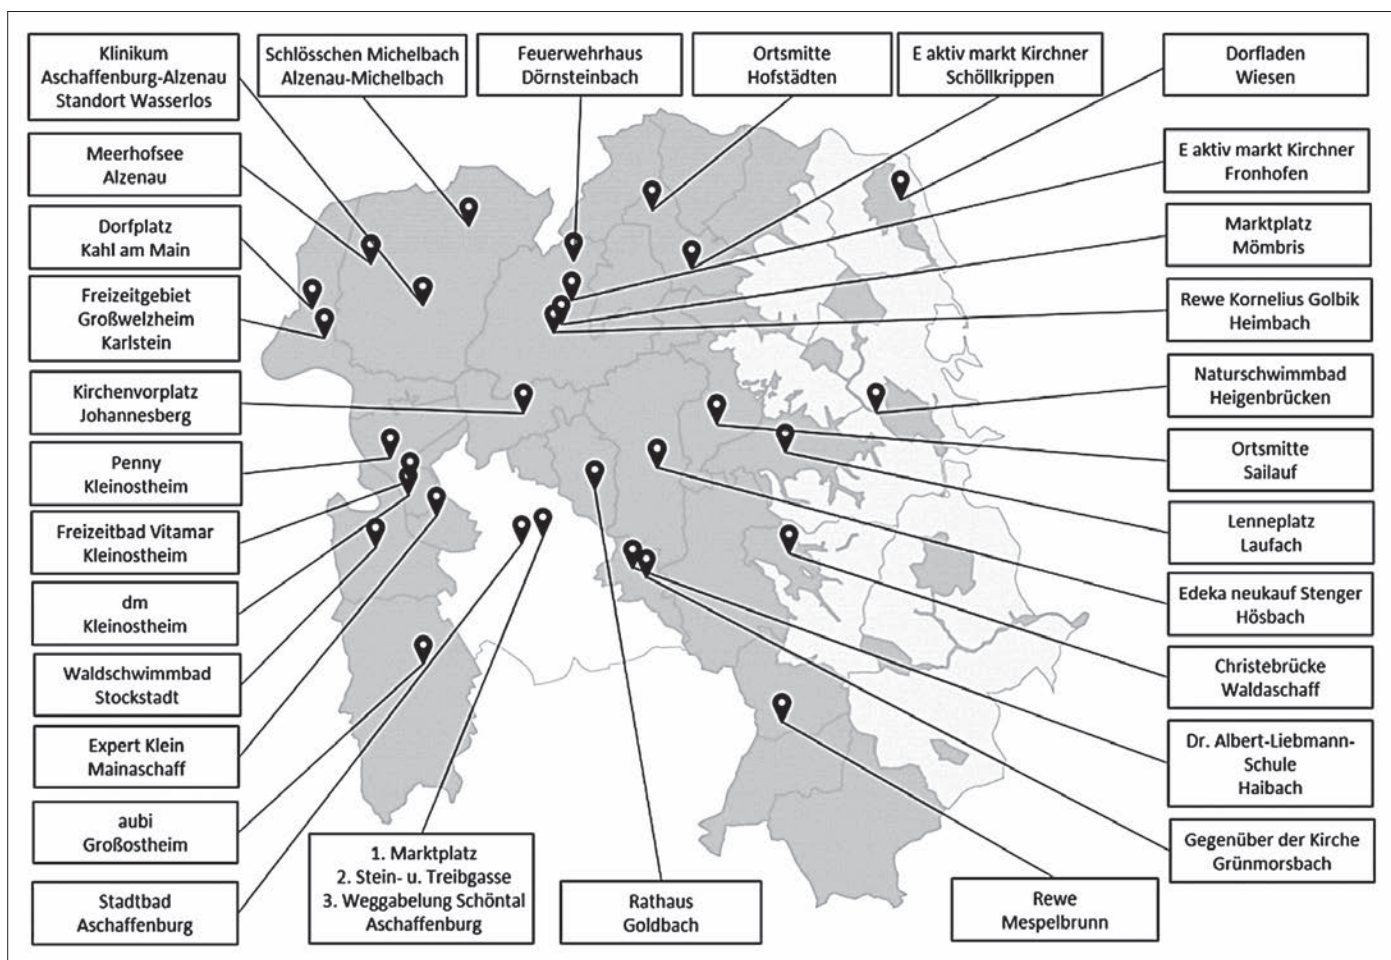 Klinikum
Aschaffenburg-Alzenau
Standort Wasserlos
Schlösschen Michelbach
Alzenau-Michelbach
Feuerwehrhaus
Dörnsteinbach
Ortsmitte
Hofstädten
E aktiv markt Kirchner
Schöllkrippen
Dorfladen
Wiesen
Meerhofsee
Alzenau
Dorfplatz
Kahl am Main
Freizeitgebiet
Großwelzheim
Karlstein
Kirchenvorplatz
Johannesberg
Penny
Kleinostheim
Freizeitbad Vitamar
Kleinostheim
dm
Kleinostheim
Waldschwimmbad
Stockstadt
Expert Klein
Mainaschaff
aubi
Großostheim
Stadtbad
Aschaffenburg
1. Marktplatz
2. Stein- u. Treibgasse
3. Weggabelung Schöntal
Aschaffenburg
Rathaus
Goldbach
Rewe
Mespelbrunn
E aktiv markt Kirchner
Fronhofen
Marktplatz
Mömbris
Rewe Kornelius Golbik
Heimbach
Naturschwimmbad
Heigenbrücken
Ortsmitte
Sailauf
Lenneplatz
Laufach
Edeka neukauf Stenger
Hösbach
Christebrücke
Waldaschaff
Dr. Albert-Liebmann-
Schule
Haibach
Gegenüber der Kirche
Grünmorsbach